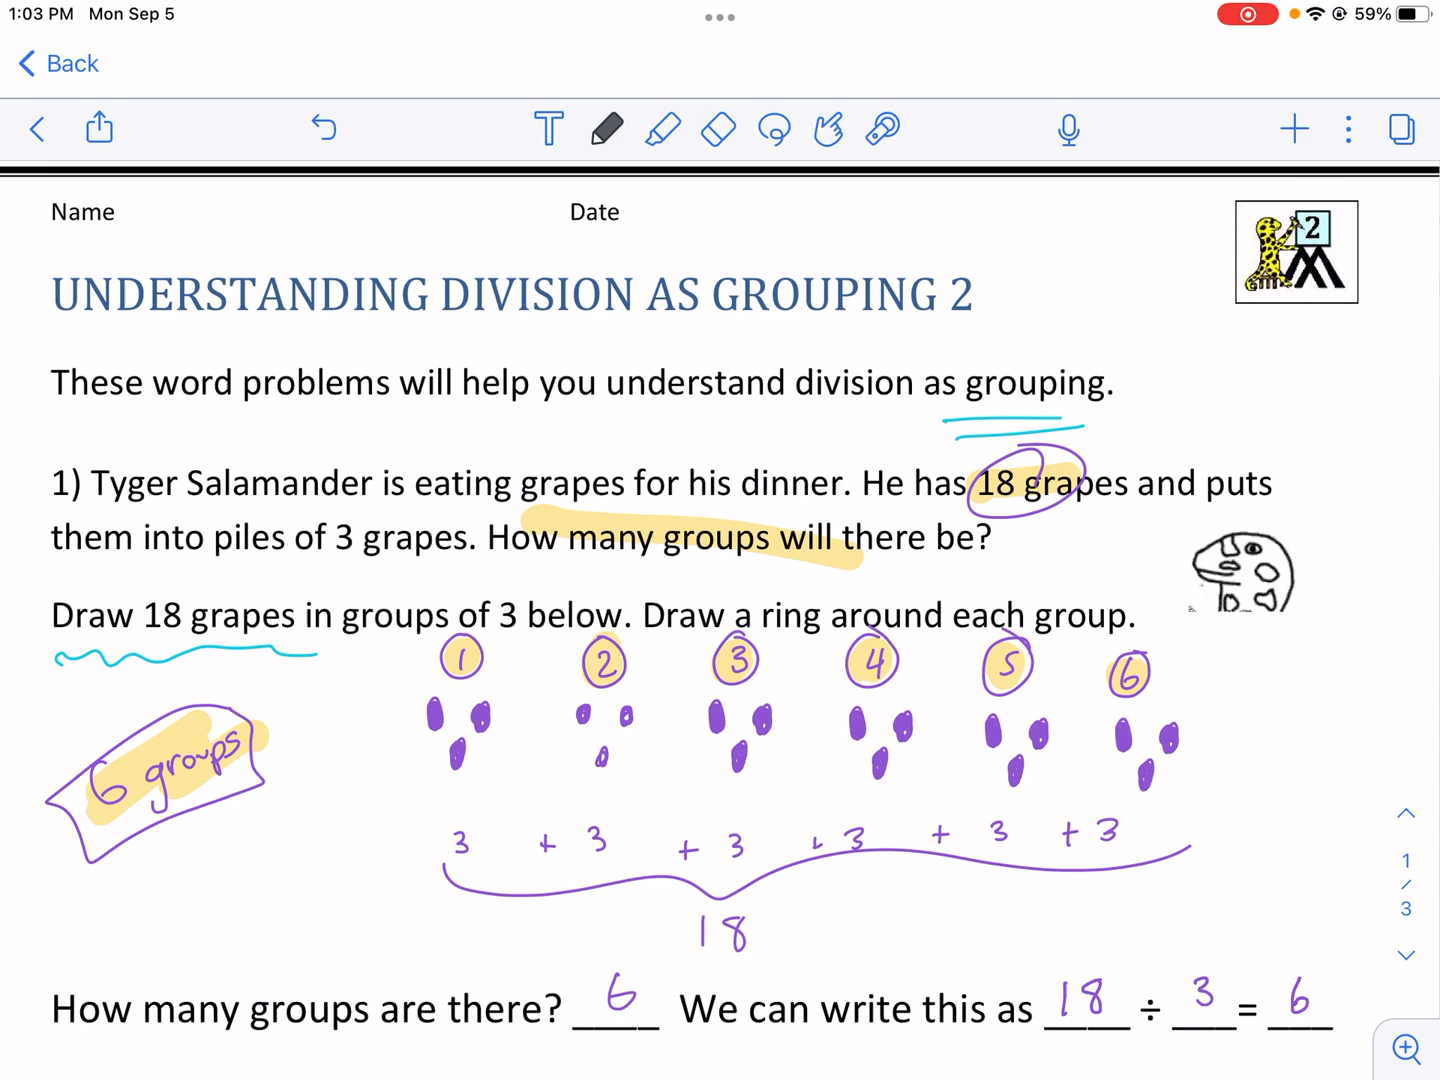 1:03 PM Mon Sep 5
59%
Back
Name Date
2
UNDERSTANDING DIVISION AS GROUPING 2
These word problems will help you understand division as grouping.
1) Tyger Salamander is eating grapes for his dinner. He has 18 grapes and puts
them into piles of 3 grapes. How many groups will there be?
Draw 18 grapes in groups of 3 below. Draw a ring around each group.
1 2 3 4 5 6
6 groups
3 + 3 + 3 + 3 + 3 + 3
18
1
/
3
How many groups are there? 6 We can write this as 18 ÷ 3 = 6